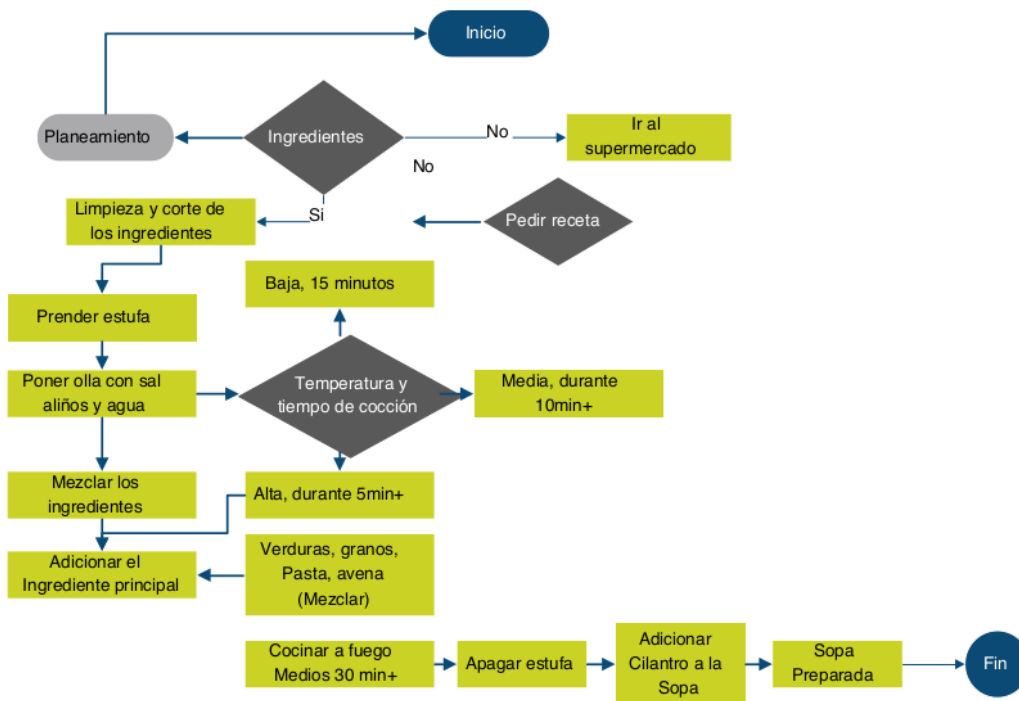 Inicio
Planeamiento
Ingredientes
No
Ir al
supermercado
No
Si
Limpieza y corte de
los ingredientes
Pedir receta
Baja, 15 minutos
Prender estufa
Poner olla con sal
aliños y agua
Temperatura y
tiempo de cocción
Media, durante
10min+
Mezclar los
ingredientes
Alta, durante 5min+
Adicionar el
Ingrediente principal
Verduras, granos,
Pasta, avena
(Mezclar)
Cocinar a fuego
Medios 30 min+
Apagar estufa
Adicionar
Cilantro a la
Sopa
Sopa
Preparada
Fin